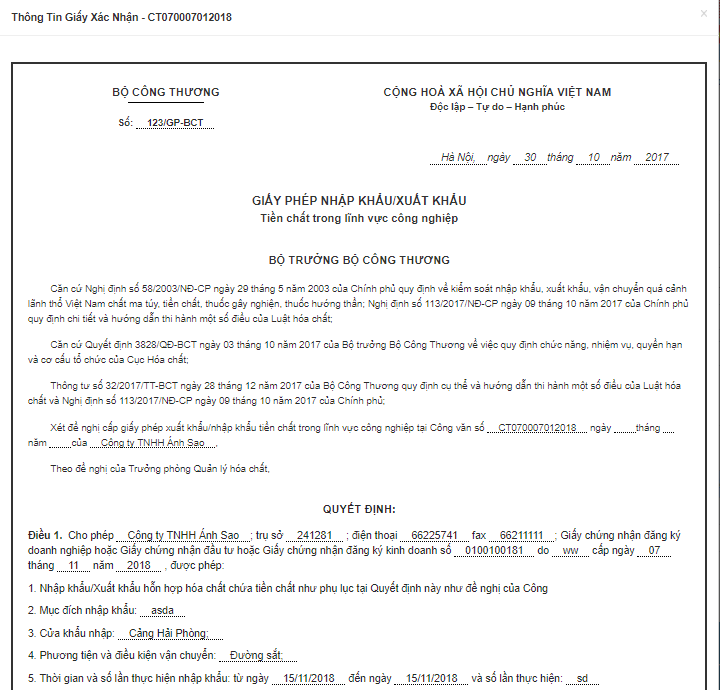 Thông Tin Giấy Xác Nhận - CT070007012018
×
BỘ CÔNG THƯƠNG
CỘNG HOÀ XÃ HỘI CHỦ NGHĨA VIỆT NAM
Độc lập – Tự do – Hạnh phúc
Số: 123/GP-BCT
Hà Nội, ngày 30 tháng 10 năm 2017
GIẤY PHÉP NHẬP KHẨU/XUẤT KHẨU
Tiền chất trong lĩnh vực công nghiệp
BỘ TRƯỞNG BỘ CÔNG THƯƠNG
Căn cứ Nghị định số 58/2003/NĐ-CP ngày 29 tháng 5 năm 2003 của Chính phủ quy định về kiểm soát nhập khẩu, xuất khẩu, vận chuyển quá cảnh
lãnh thổ Việt Nam chất ma túy, tiền chất, thuốc gây nghiện, thuốc hướng thần; Nghị định số 113/2017/NĐ-CP ngày 09 tháng 10 năm 2017 của Chính phủ
quy định chi tiết và hướng dẫn thi hành một số điều của Luật hóa chất;
Căn cứ Quyết định 3828/QĐ-BCT ngày 03 tháng 10 năm 2017 của Bộ trưởng Bộ Công Thương về việc quy định chức năng, nhiệm vụ, quyền hạn
và cơ cấu tổ chức của Cục Hóa chất;
Thông tư số 32/2017/TT-BCT ngày 28 tháng 12 năm 2017 của Bộ Công Thương quy định cụ thể và hướng dẫn thi hành một số điều của Luật hóa
chất và Nghị định số 113/2017/NĐ-CP ngày 09 tháng 10 năm 2017 của Chính phủ;
Xét đề nghị cấp giấy phép xuất khẩu/nhập khẩu tiền chất trong lĩnh vực công nghiệp tại Công văn số CT070007012018 ngày tháng
năm của Công ty TNHH Ánh Sao .
Theo đề nghị của Trưởng phòng Quản lý hóa chất,
QUYẾT ĐỊNH:
Điều 1. Cho phép Công ty TNHH Ánh Sao ; trụ sở 241281 ; điện thoại 66225741 fax 66211111 ; Giấy chứng nhận đăng ký
doanh nghiệp hoặc Giấy chứng nhận đầu tư hoặc Giấy chứng nhận đăng ký kinh doanh số 0100100181 do ww cấp ngày 07
tháng 11 năm 2018 , được phép:
1. Nhập khẩu/Xuất khẩu hỗn hợp hóa chất chứa tiền chất như phụ lục tại Quyết định này như đề nghị của Công
2. Mục đích nhập khẩu: asda
3. Cửa khẩu nhập: Cảng Hải Phòng;
4. Phương tiện và điều kiện vận chuyển: Đường sắt;
5. Thời gian và số lần thực hiện nhập khẩu: từ ngày 15/11/2018 đến ngày 15/11/2018 và số lần thực hiện: sd